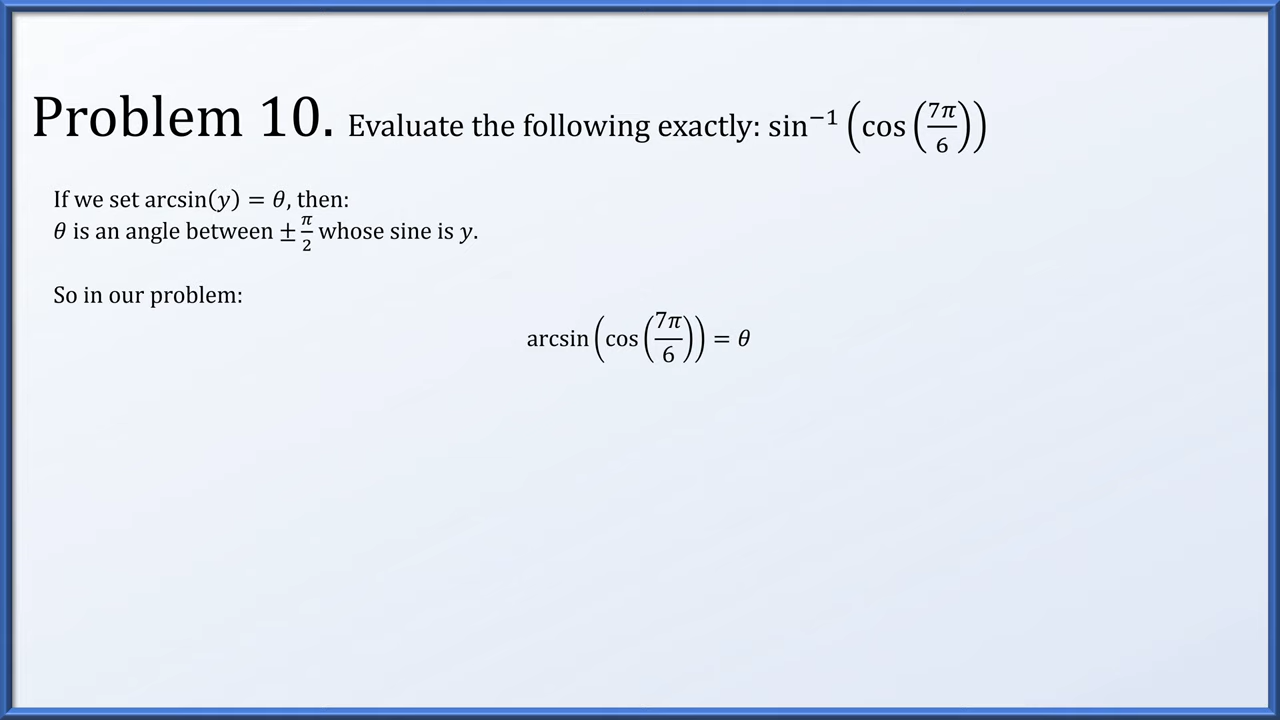 Problem 10. Evaluate the following exactly: sin⁻¹(cos(7π/6))
If we set arcsin(y) = θ, then:
θ is an angle between ±π/2 whose sine is y.
So in our problem:
arcsin(cos(7π/6)) = θ